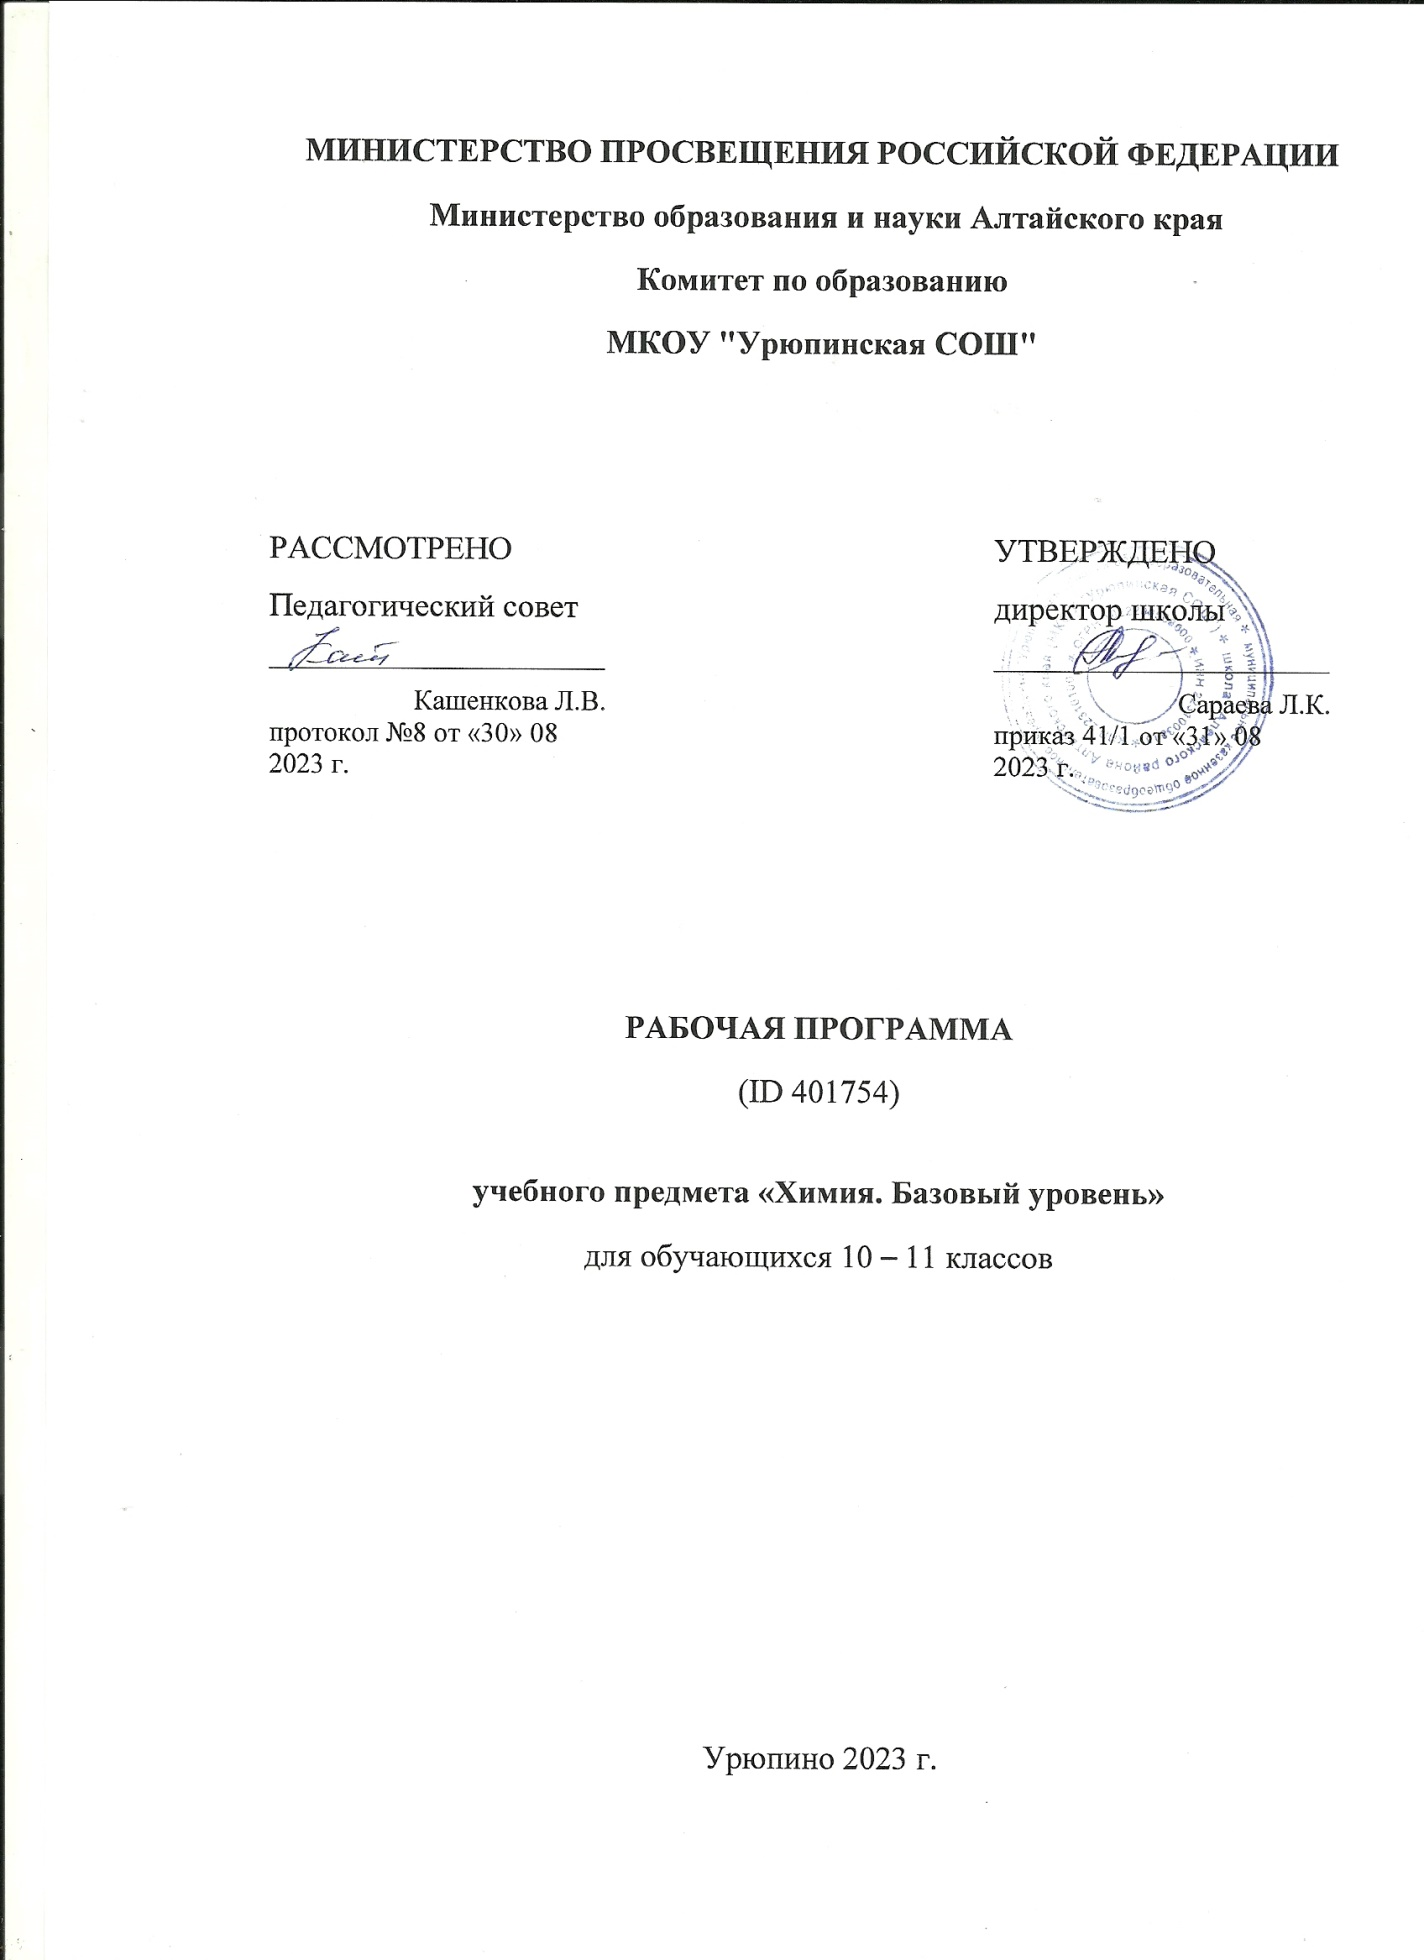 МИНИСТЕРСТВО ПРОСВЕЩЕНИЯ РОССИЙСКОЙ ФЕДЕРАЦИИ
Министерство образования и науки Алтайского края
Комитет по образованию
МКОУ "Урюпинская СОШ"
РАССМОТРЕНО
Педагогический совет
Кашенкова Л.В.
протокол №8 от «30» 08
2023 г.
УТВЕРЖДЕНО
директор школы
Сараева Л.К.
приказ 41/1 от «31» 08
2023 г.
РАБОЧАЯ ПРОГРАММА
(ID 401754)
учебного предмета «Химия. Базовый уровень»
для обучающихся 10 – 11 классов
Урюпино 2023 г.